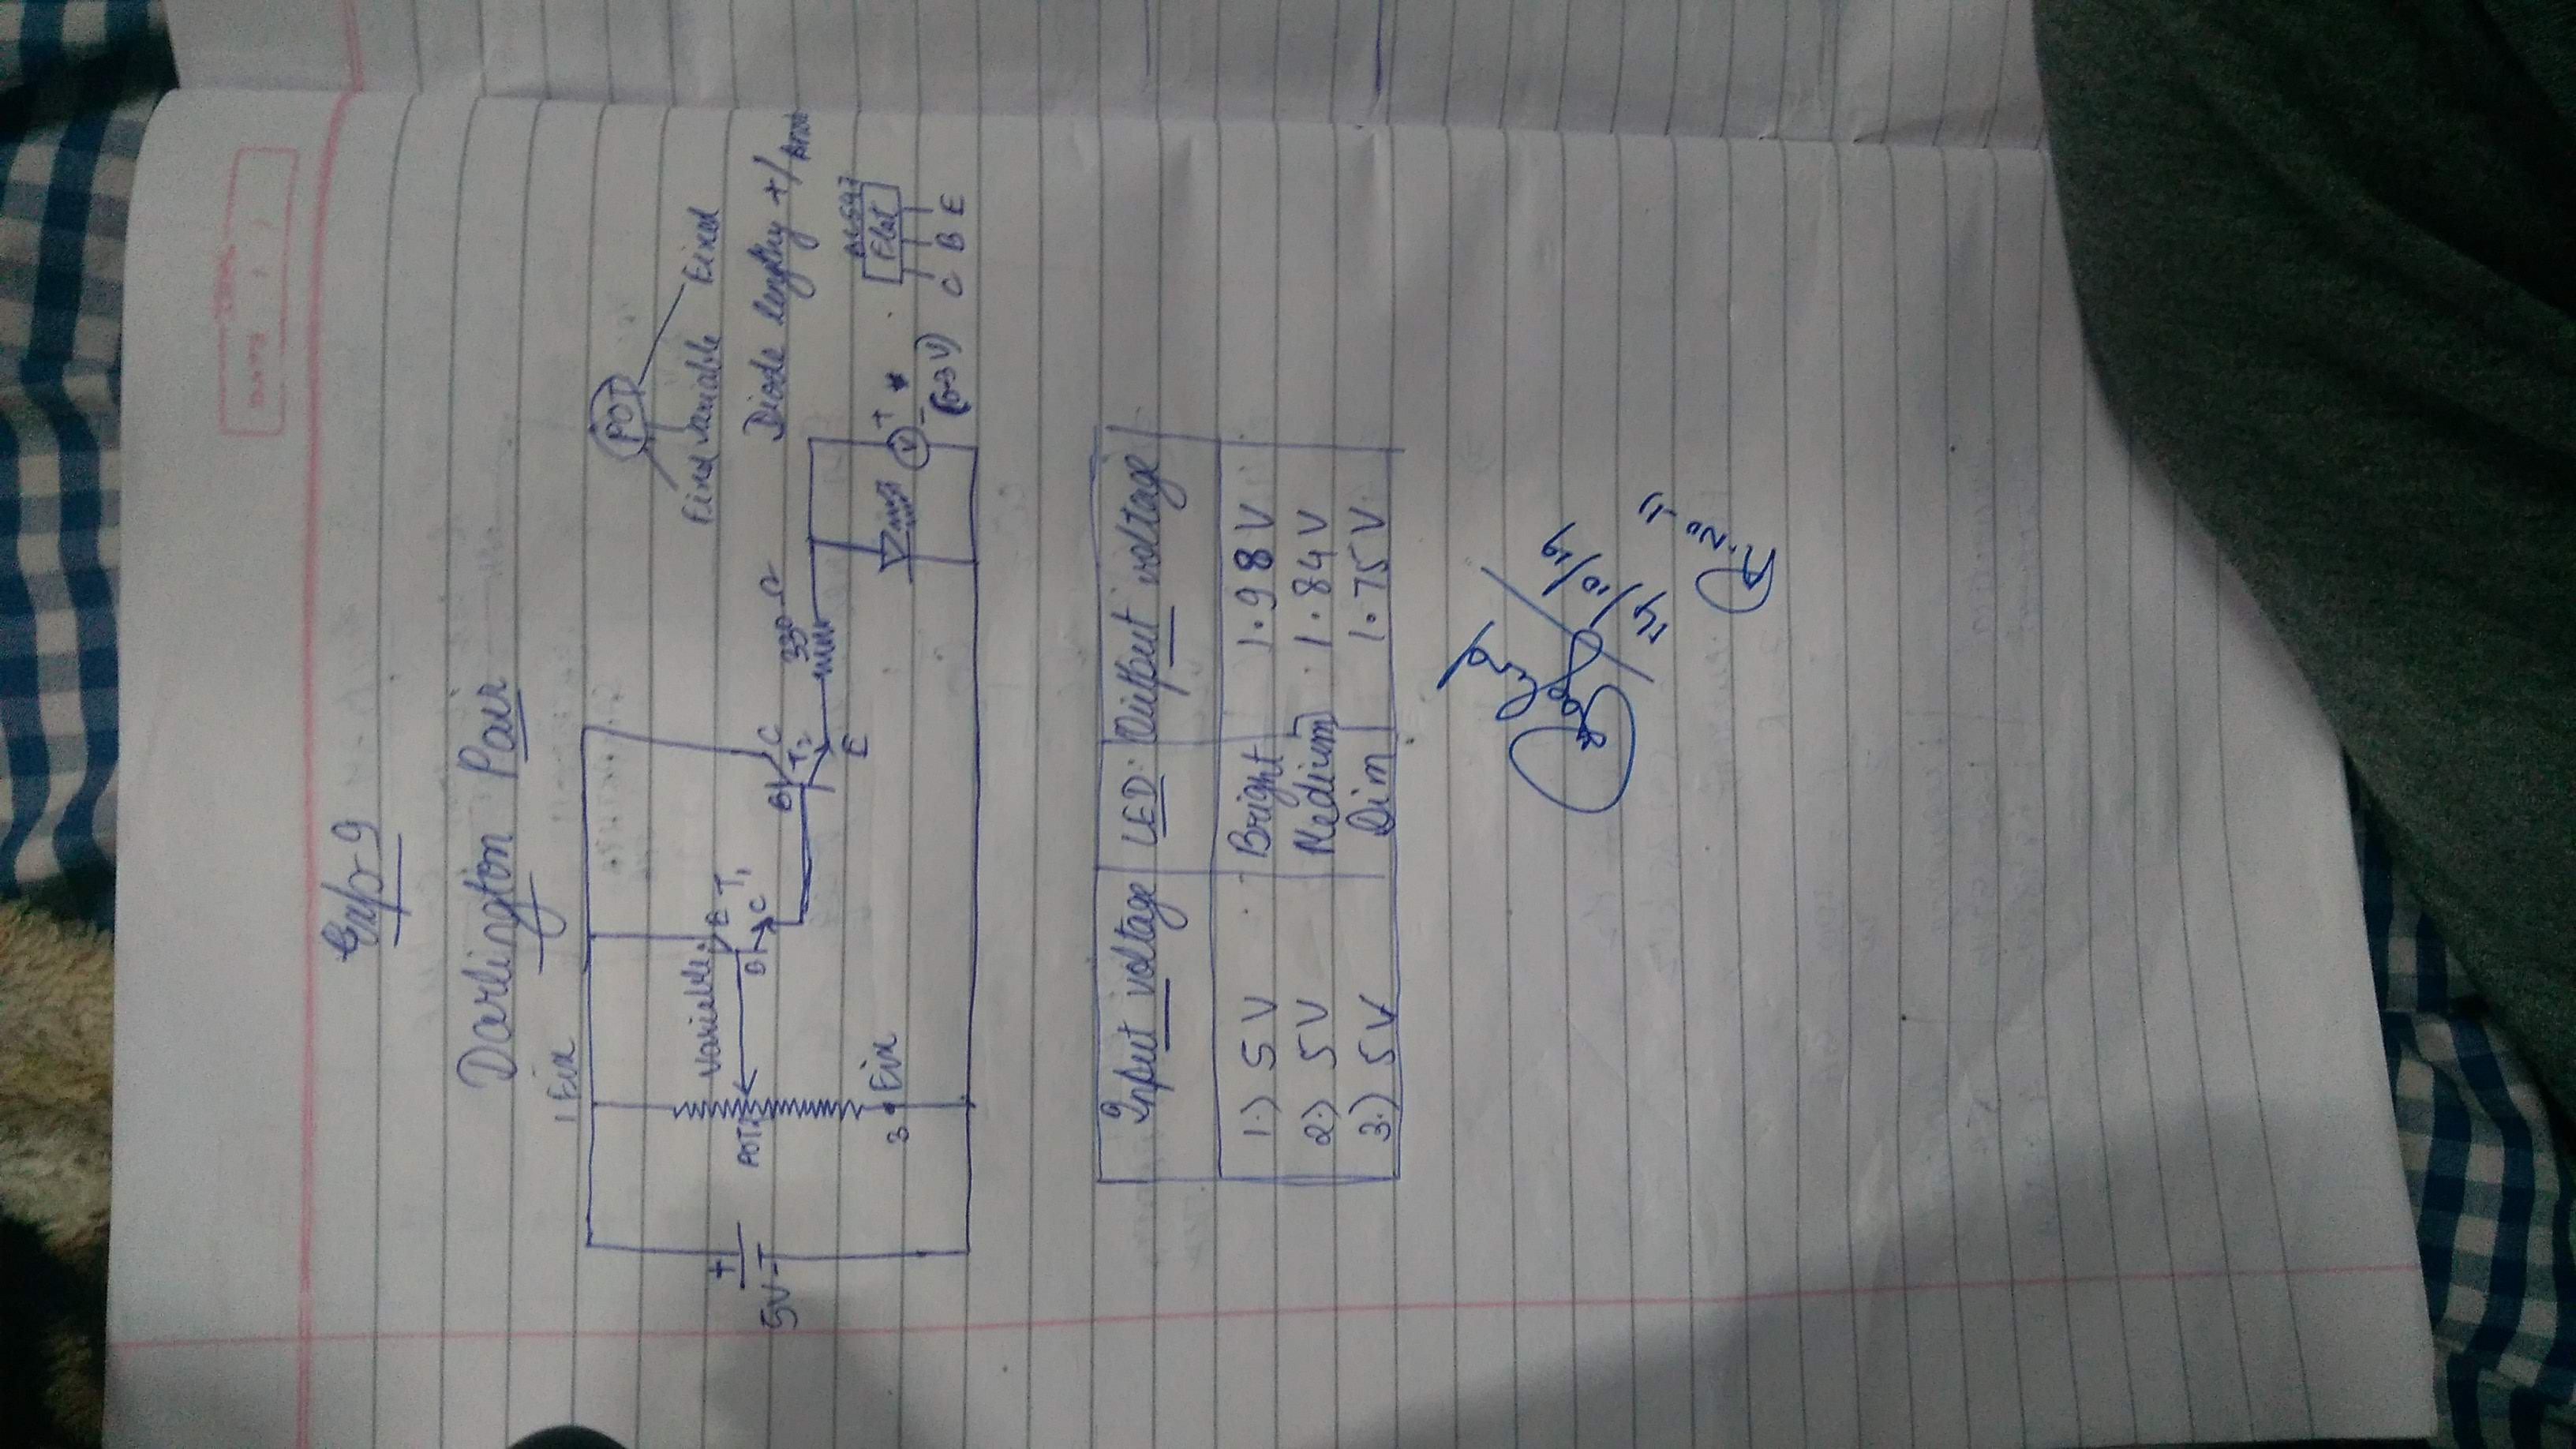 Exp-9
Darlington Pair
1 Fix
POT
Fixed Variable Fixed
Variable
Diode lengthy +/
5V
+
-
POT
B
T1
C
B
C
T2
E
330 Ω
BC547
Flat
C B E
V
+
-
(0-3 V)
3
Fix
Input voltage LED Output voltage
1.) 5 V Bright 1.98 V
2.) 5 V Medium 1.84 V
3.) 5 V Dim 1.75 V
14/10/19
R.No 11